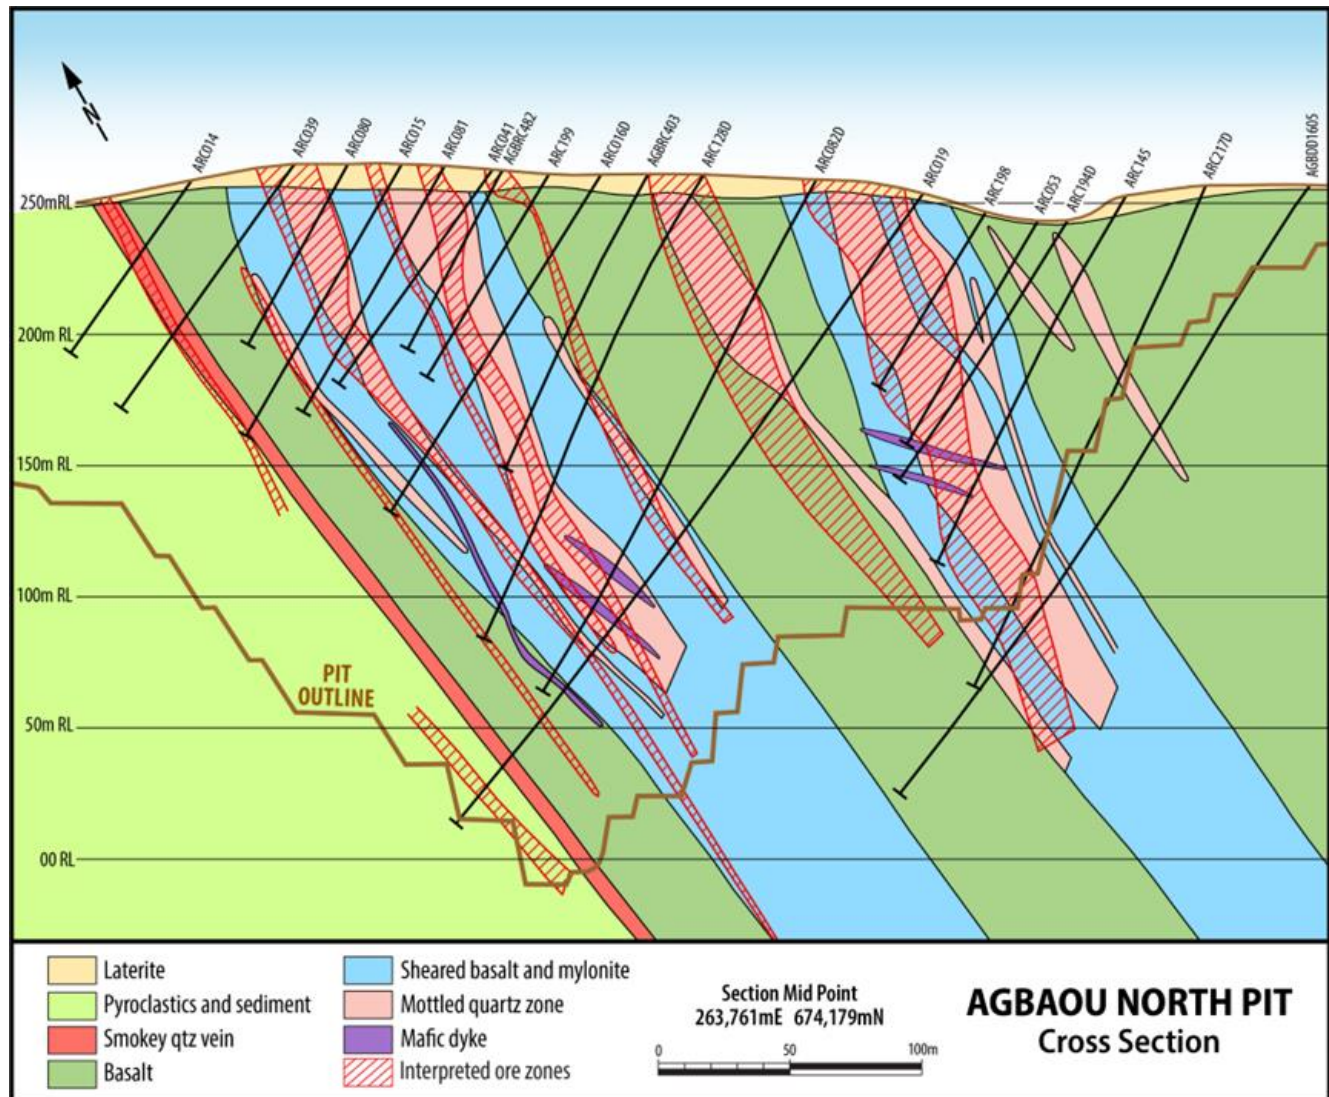 N
ARC014
ARC039
ARC080
ARC015
ARC081
ARC041
AGBRC482
ARC199
ARC016D
AGBRC403
ARC128D
ARC082D
ARC019
ARC198
ARC053
ARC194D
ARC145
ARC217D
AGBDD160S
250mRL
200m RL
150m RL
100m RL
50m RL
00 RL
PIT
OUTLINE
Laterite
Pyroclastics and sediment
Smokey qtz vein
Basalt
Sheared basalt and mylonite
Mottled quartz zone
Mafic dyke
Interpreted ore zones
Section Mid Point
263,761mE 674,179mN
0 50 100m
AGBAOU NORTH PIT
Cross Section